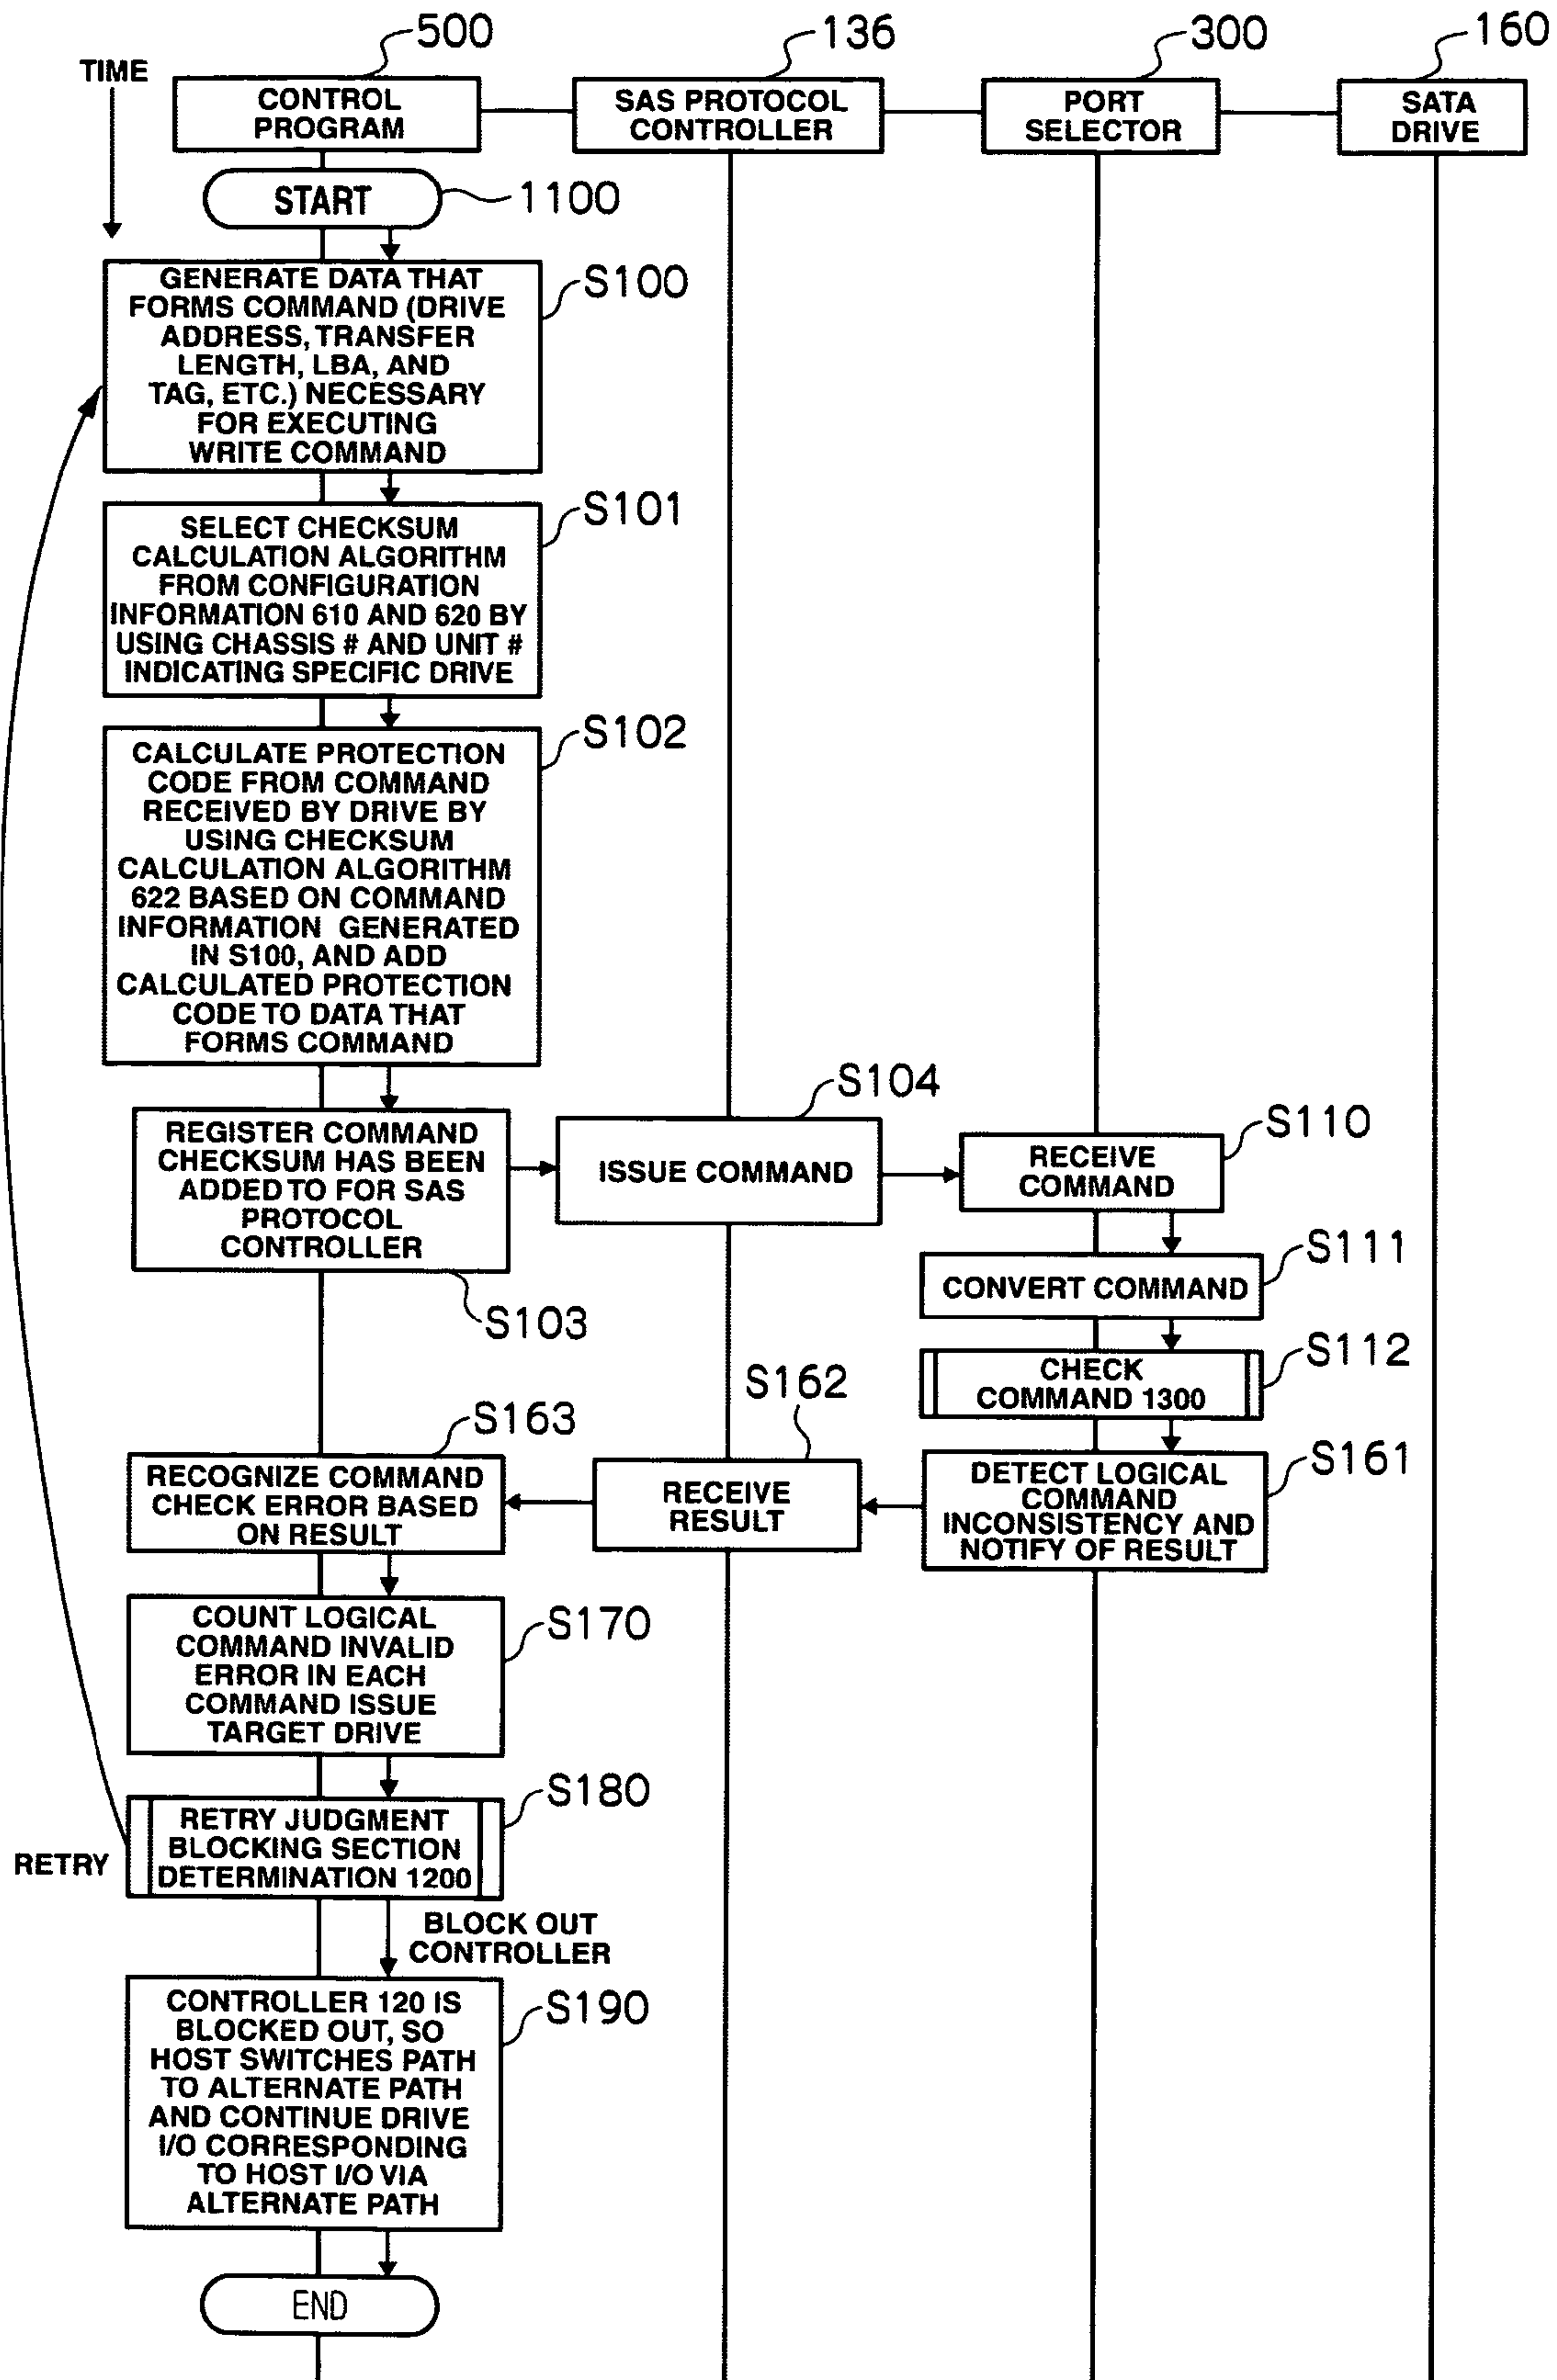 500
136
300
160
TIME
CONTROL
PROGRAM
SAS PROTOCOL
CONTROLLER
PORT
SELECTOR
SATA
DRIVE
START
1100
GENERATE DATA THAT
FORMS COMMAND (DRIVE
ADDRESS, TRANSFER
LENGTH, LBA, AND
TAG, ETC.) NECESSARY
FOR EXECUTING
WRITE COMMAND
S100
SELECT CHECKSUM
CALCULATION ALGORITHM
FROM CONFIGURATION
INFORMATION 610 AND 620 BY
USING CHASSIS # AND UNIT #
INDICATING SPECIFIC DRIVE
S101
CALCULATE PROTECTION
CODE FROM COMMAND
RECEIVED BY DRIVE BY
USING CHECKSUM
CALCULATION ALGORITHM
622 BASED ON COMMAND
INFORMATION GENERATED
IN S100, AND ADD
CALCULATED PROTECTION
CODE TO DATA THAT
FORMS COMMAND
S102
REGISTER COMMAND
CHECKSUM HAS BEEN
ADDED TO FOR SAS
PROTOCOL
CONTROLLER
S103
ISSUE COMMAND
S104
RECEIVE
COMMAND
S110
CONVERT COMMAND
S111
CHECK
COMMAND 1300
S112
DETECT LOGICAL
COMMAND
INCONSISTENCY AND
NOTIFY OF RESULT
S161
RECEIVE
RESULT
S162
RECOGNIZE COMMAND
CHECK ERROR BASED
ON RESULT
S163
COUNT LOGICAL
COMMAND INVALID
ERROR IN EACH
COMMAND ISSUE
TARGET DRIVE
S170
RETRY JUDGMENT
BLOCKING SECTION
DETERMINATION 1200
S180
RETRY
BLOCK OUT
CONTROLLER
CONTROLLER 120 IS
BLOCKED OUT, SO
HOST SWITCHES PATH
TO ALTERNATE PATH
AND CONTINUE DRIVE
I/O CORRESPONDING
TO HOST I/O VIA
ALTERNATE PATH
S190
END